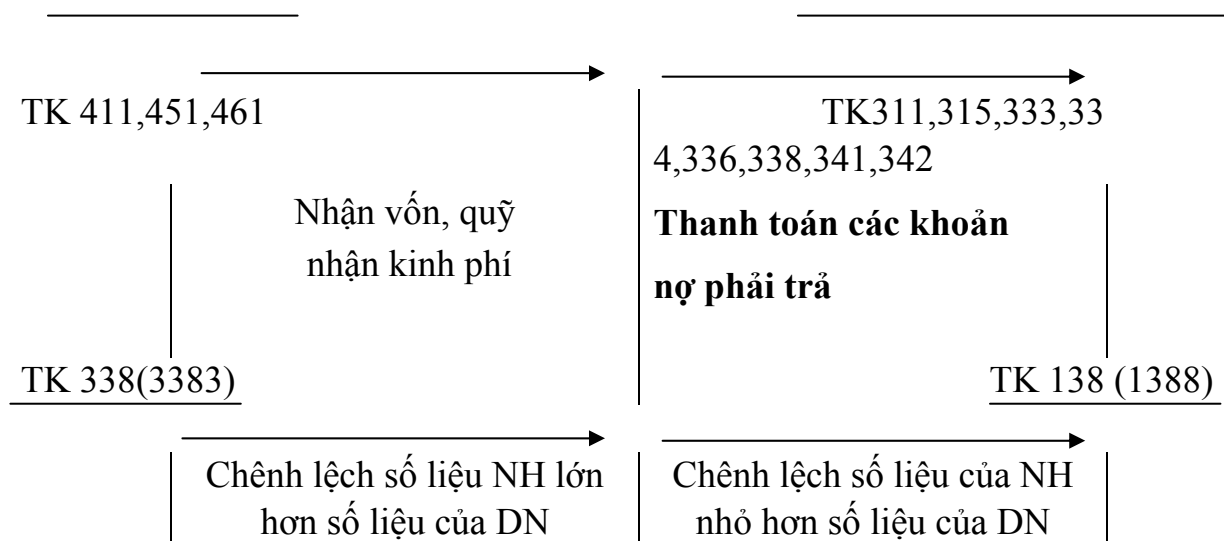 TK 411,451,461
TK311,315,333,33
4,336,338,341,342
Nhận vốn, quỹ
nhận kinh phí
Thanh toán các khoản
nợ phải trả
TK 338(3383)
TK 138 (1388)
Chênh lệch số liệu NH lớn
hơn số liệu của DN
Chênh lệch số liệu của NH
nhỏ hơn số liệu của DN